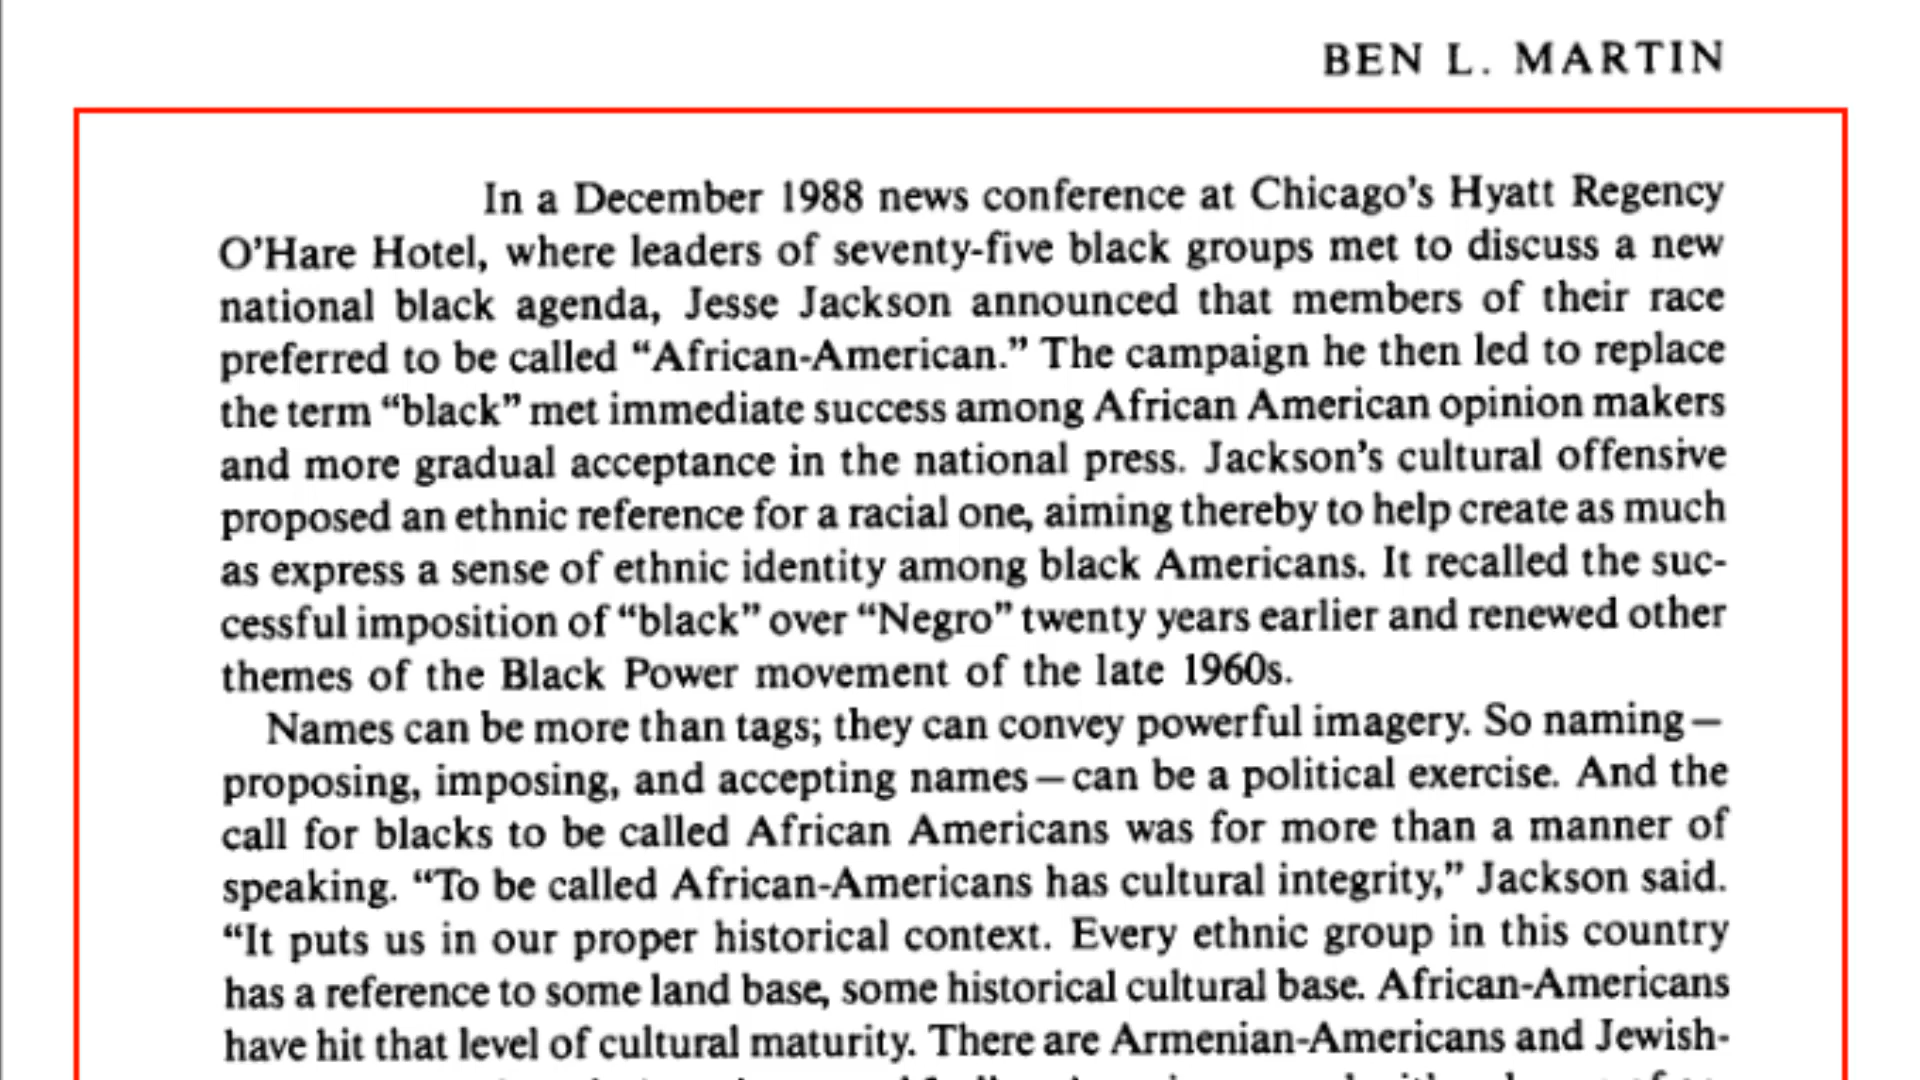 BEN L. MARTIN
In a December 1988 news conference at Chicago's Hyatt Regency
O'Hare Hotel, where leaders of seventy-five black groups met to discuss a new
national black agenda, Jesse Jackson announced that members of their race
preferred to be called “African-American.” The campaign he then led to replace
the term “black” met immediate success among African American opinion makers
and more gradual acceptance in the national press. Jackson's cultural offensive
proposed an ethnic reference for a racial one, aiming thereby to help create as much
as express a sense of ethnic identity among black Americans. It recalled the suc-
cessful imposition of “black” over “Negro” twenty years earlier and renewed other
themes of the Black Power movement of the late 1960s.
Names can be more than tags; they can convey powerful imagery. So naming—
proposing, imposing, and accepting names—can be a political exercise. And the
call for blacks to be called African Americans was for more than a manner of
speaking. “To be called African-Americans has cultural integrity,” Jackson said.
“It puts us in our proper historical context. Every ethnic group in this country
has a reference to some land base, some historical cultural base. African-Americans
have hit that level of cultural maturity. There are Armenian-Americans and Jewish-